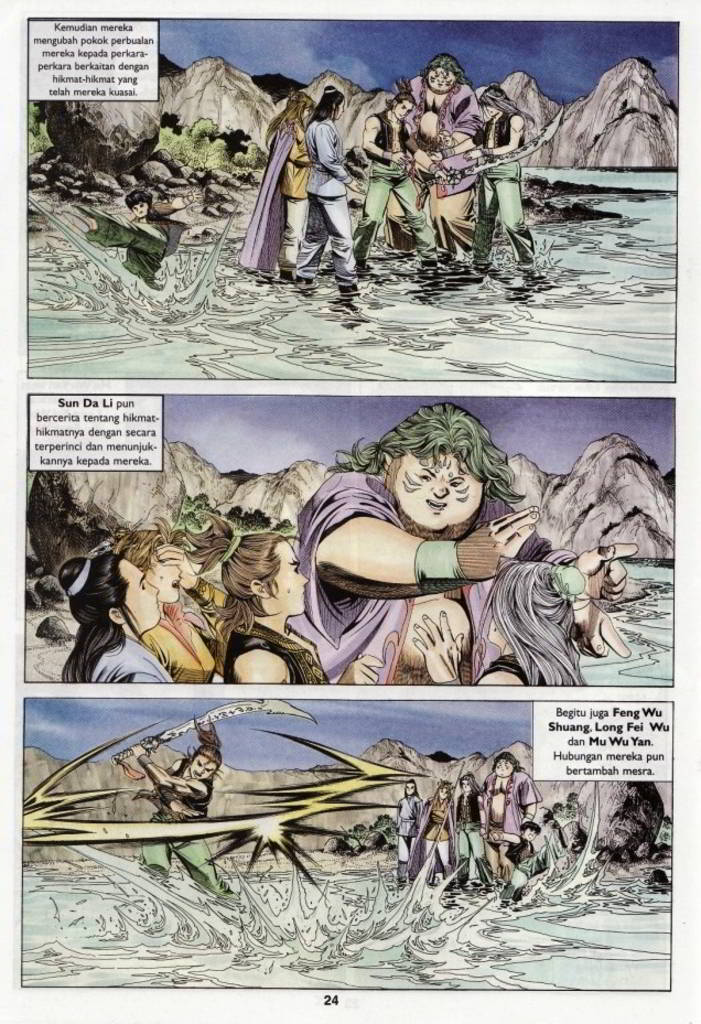 Kemudian mereka
mengubah pokok perbualan
mereka kepada perkara-
perkara berkaitan dengan
hikmat-hikmat yang
telah mereka kuasai.
Sun Da Li pun
bercerita tentang hikmat-
hikmatnya dengan secara
terperinci dan menunjuk-
kannya kepada mereka.
Begitu juga Feng Wu
Shuang, Long Fei Wu
dan Mu Wu Yan.
Hubungan mereka pun
bertambah mesra.
24